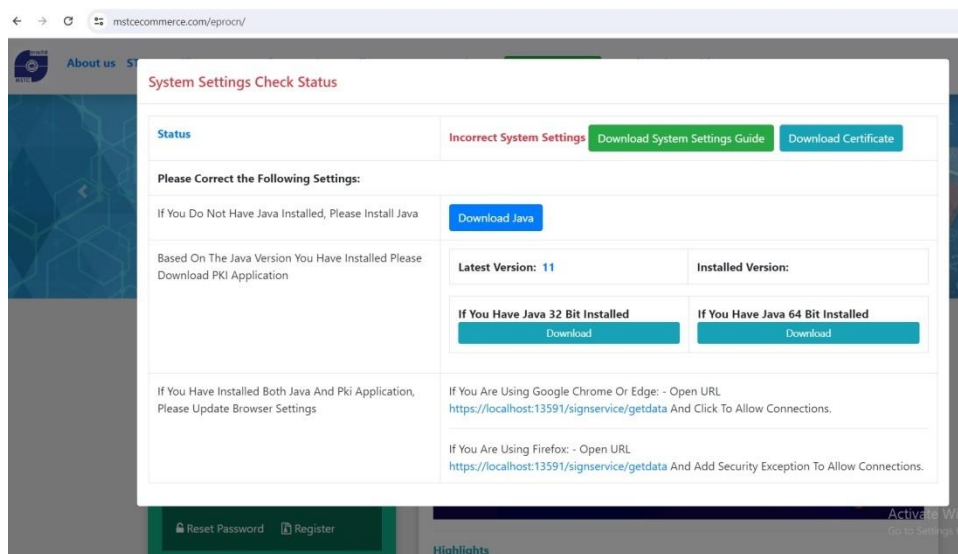 mstcecommerce.com/eprocn/
MSTC
About us ST
System Settings Check Status
Status
Incorrect System Settings Download System Settings Guide Download Certificate
Please Correct the Following Settings:
If You Do Not Have Java Installed, Please Install Java
Download Java
Based On The Java Version You Have Installed Please
Download PKI Application
Latest Version: 11
Installed Version:
If You Have Java 32 Bit Installed
Download
If You Have Java 64 Bit Installed
Download
If You Have Installed Both Java And Pki Application,
Please Update Browser Settings
If You Are Using Google Chrome Or Edge: - Open URL
https://localhost:13591/signservice/getdata And Click To Allow Connections.
If You Are Using Firefox: - Open URL
https://localhost:13591/signservice/getdata And Add Security Exception To Allow Connections.
Reset Password Register
Highlights
Activate Wi
Go to Settings